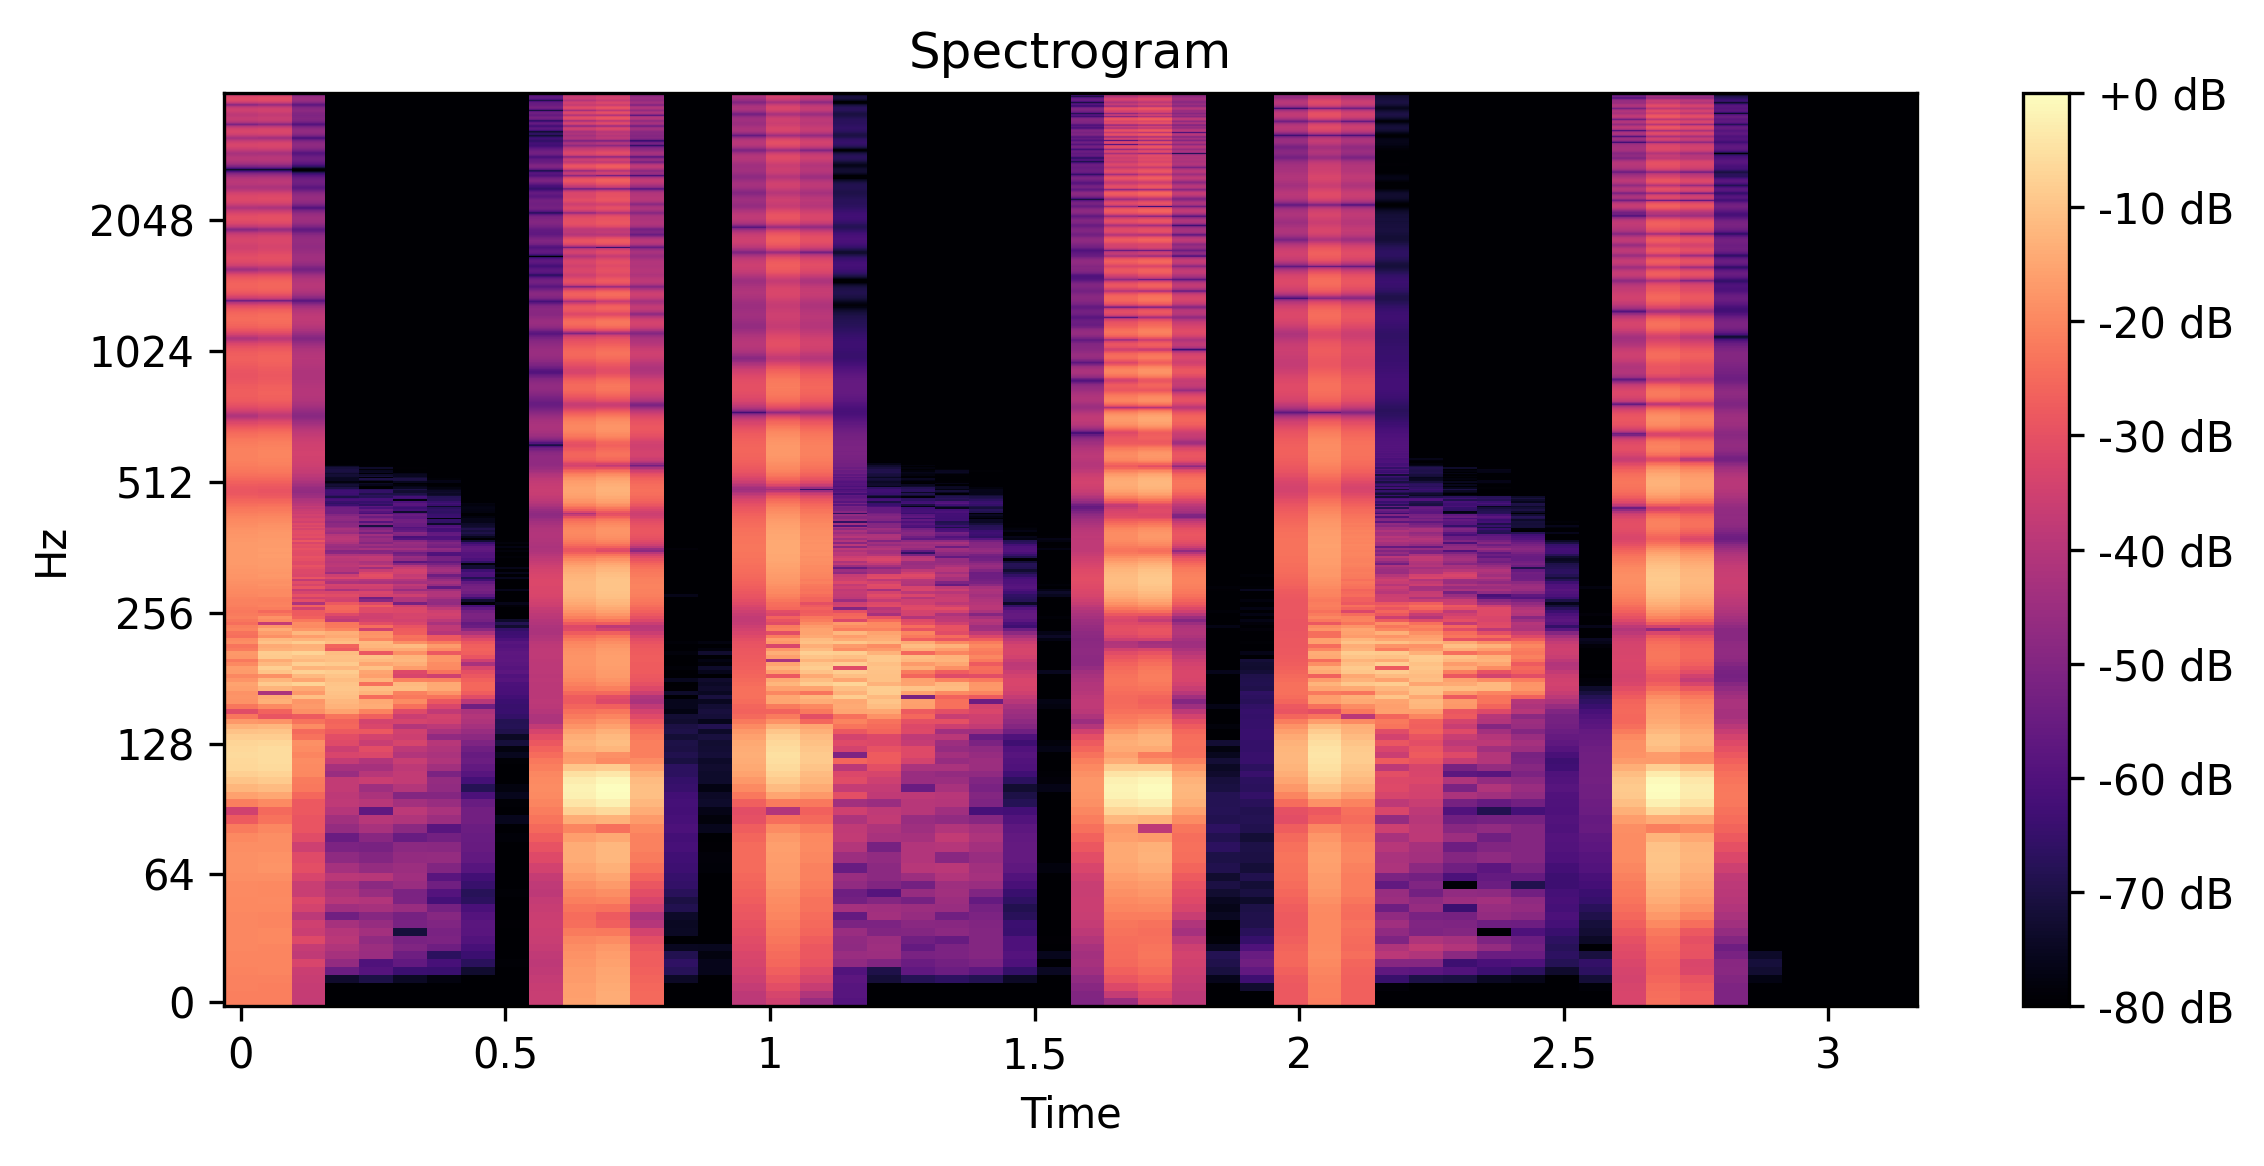 Spectrogram
+0 dB
2048
-10 dB
-20 dB
1024
-30 dB
512
-40 dB
Hz
256
-50 dB
128
-60 dB
64
-70 dB
0
-80 dB
0 0.5 1 1.5 2 2.5 3
Time